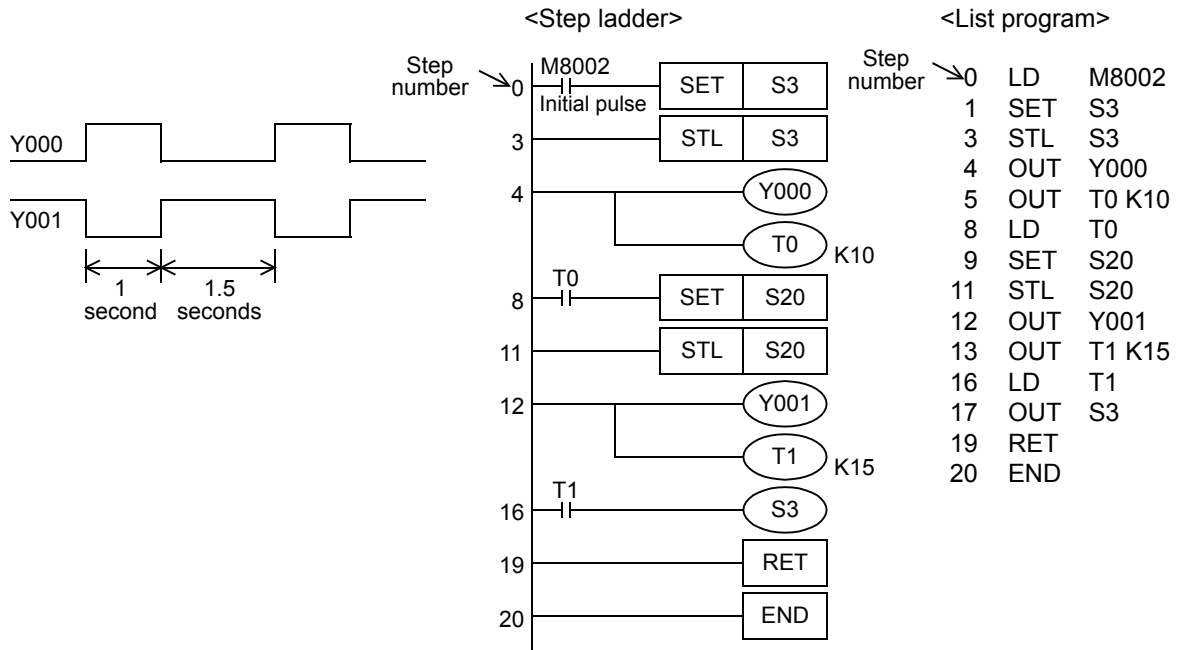 <Step ladder>
<List program>
Y000
Y001
1
second
1.5
seconds
Step
number
0
M8002
Initial pulse
SET S3
3 STL S3
4 Y000
T0 K10
8 T0 SET S20
11 STL S20
12 Y001
T1 K15
16 T1 S3
19 RET
20 END
Step
number
0 LD M8002
1 SET S3
3 STL S3
4 OUT Y000
5 OUT T0 K10
8 LD T0
9 SET S20
11 STL S20
12 OUT Y001
13 OUT T1 K15
16 LD T1
17 OUT S3
19 RET
20 END